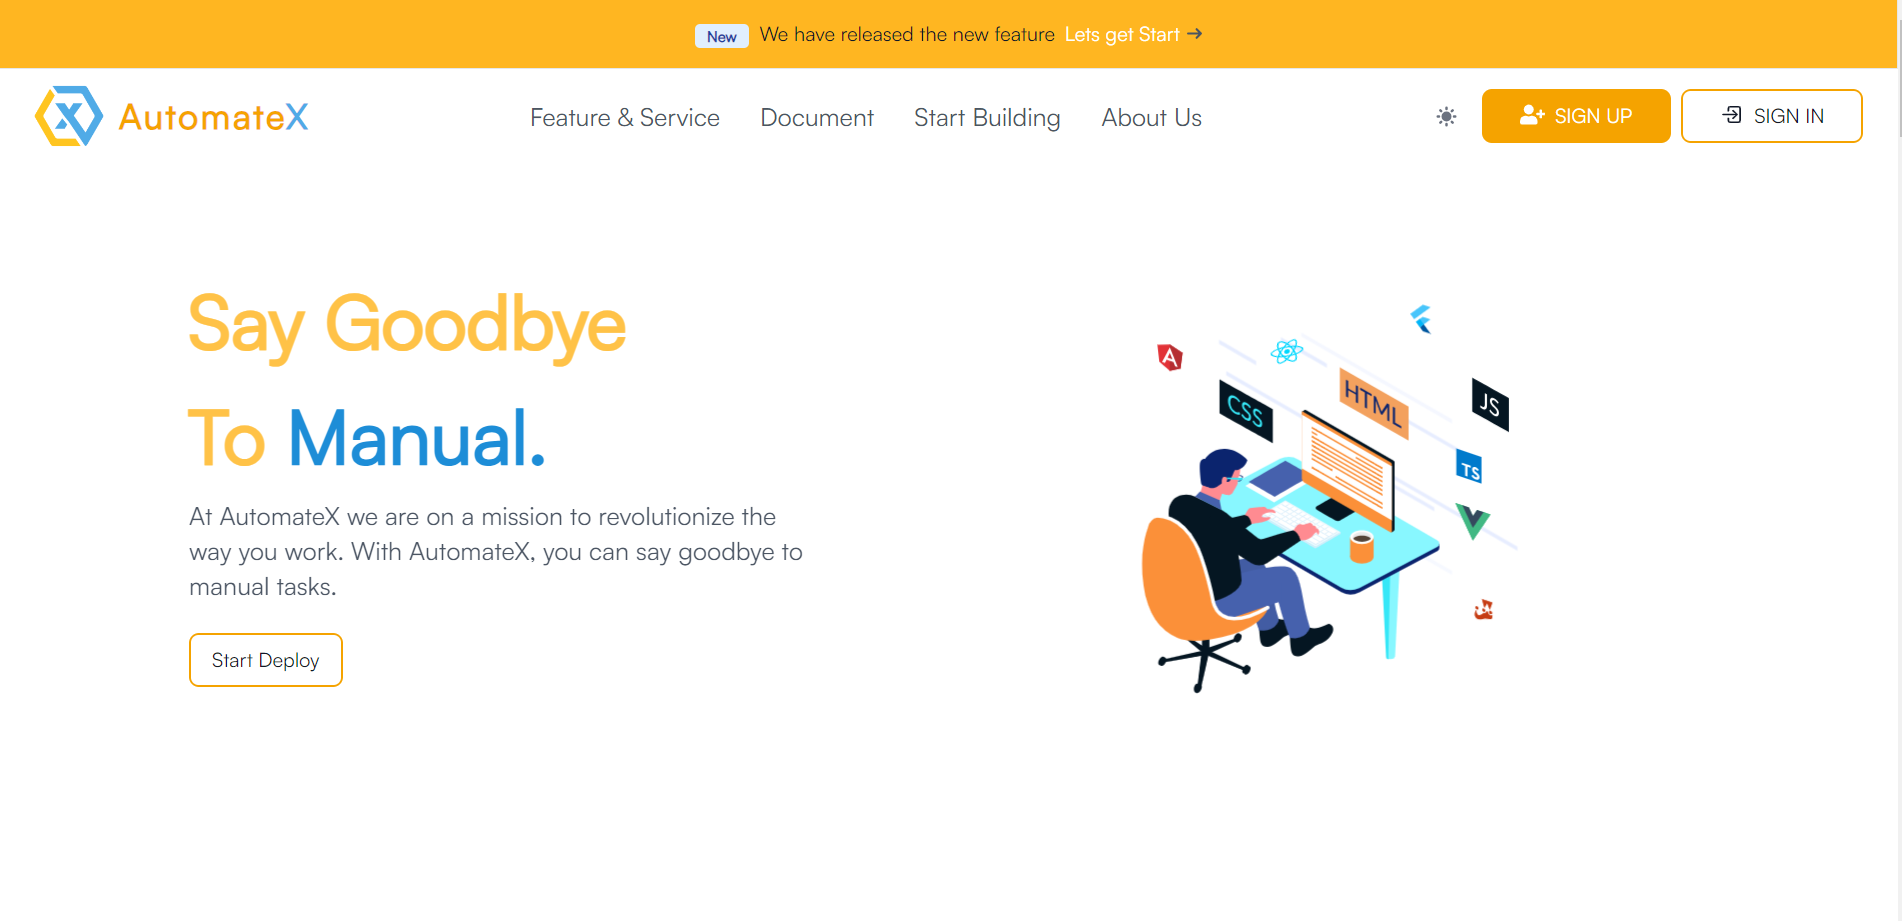 New We have released the new feature Lets get Start →
X AutomateX Feature & Service Document Start Building About Us SIGN UP SIGN IN
Say Goodbye
To Manual.
At AutomateX we are on a mission to revolutionize the
way you work. With AutomateX, you can say goodbye to
manual tasks.
Start Deploy
A
CSS
HTML
JS
TS